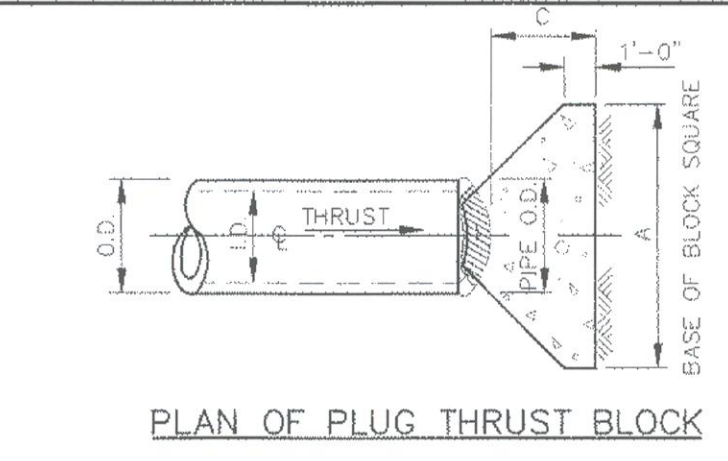 C
1'-0"
O.D.
I.D.
℄
THRUST
PIPE O.D.
A
BASE OF BLOCK SQUARE
PLAN OF PLUG THRUST BLOCK